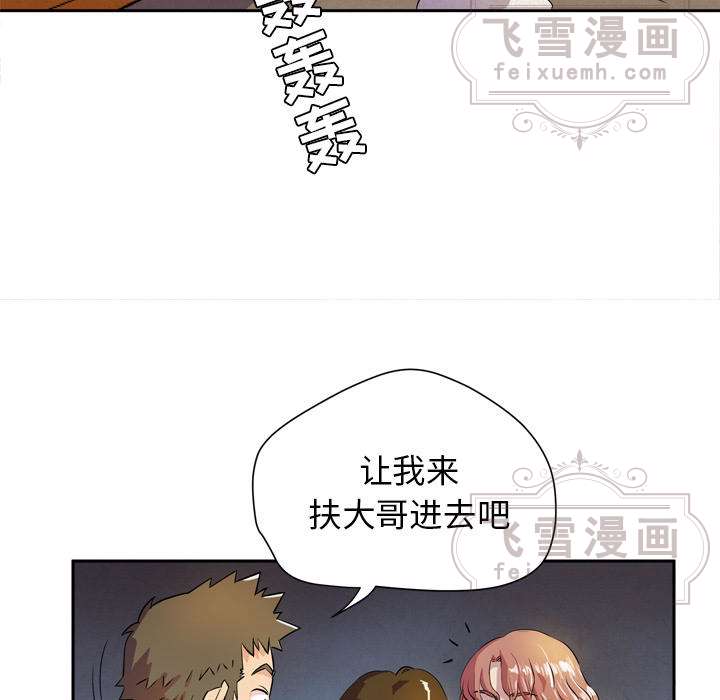 轰
轰
轰
飞雪漫画
feixuemh.com
让我来
扶大哥进去吧
飞雪漫画